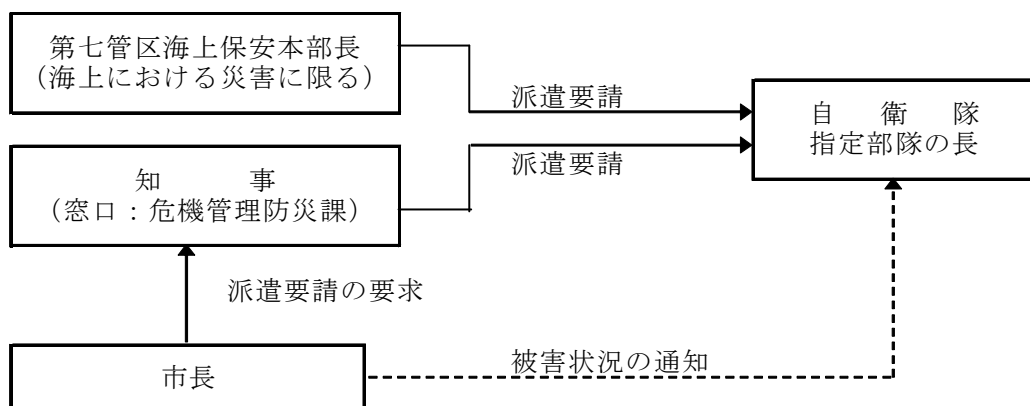 第七管区海上保安本部長
（海上における災害に限る）
派遣要請
自　衛　隊
指定部隊の長
派遣要請
知　　事
（窓口：危機管理防災課）
派遣要請の要求
市長
被害状況の通知